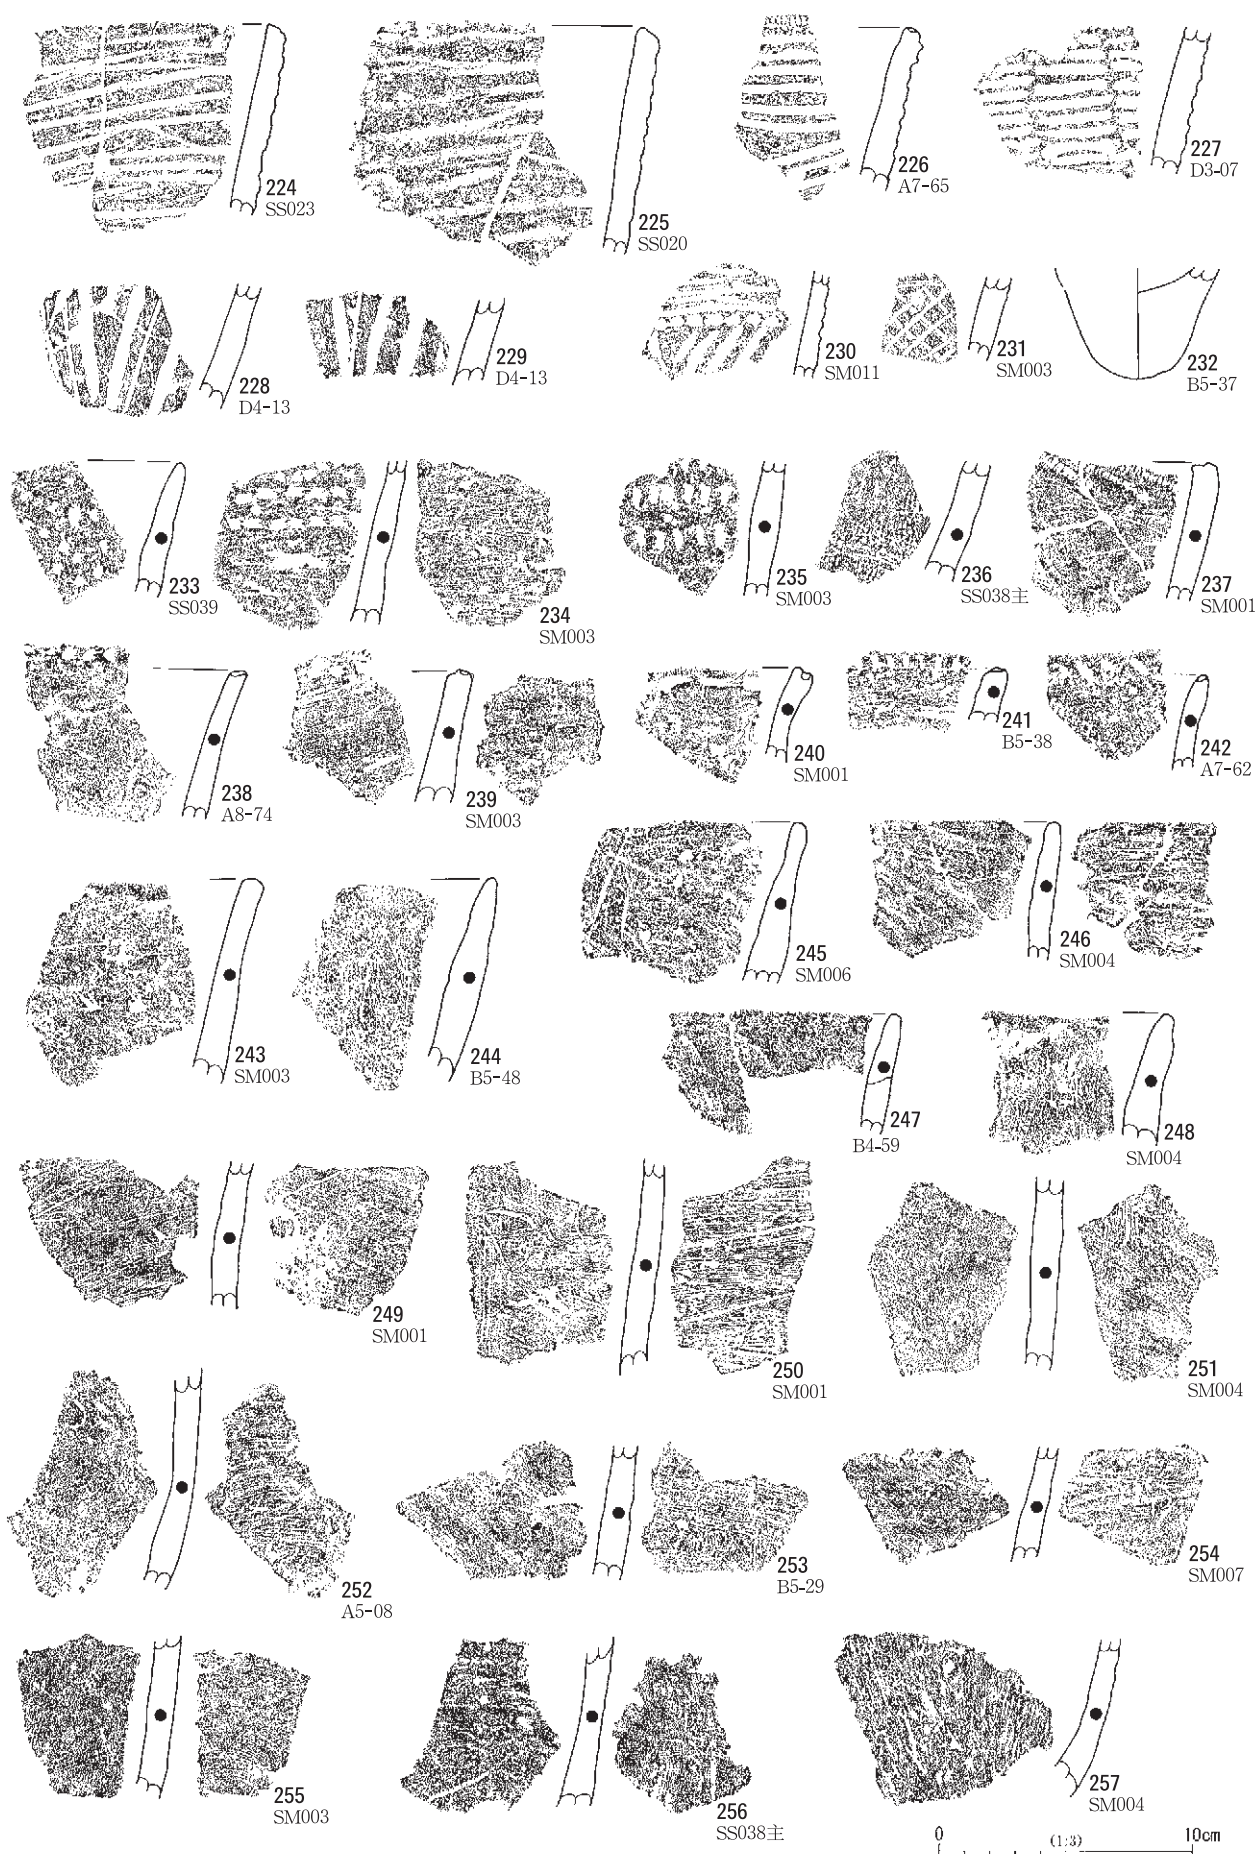 224
SS023
225
SS020
226
A7-65
227
D3-07
228
D4-13
229
D4-13
230
SM011
231
SM003
232
B5-37
233
SS039
234
SM003
235
SM003
236
SS038主
237
SM001
238
A8-74
239
SM003
240
SM001
241
B5-38
242
A7-62
243
SM003
244
B5-48
245
SM006
246
SM004
247
B4-59
248
SM004
249
SM001
250
SM001
251
SM004
252
A5-08
253
B5-29
254
SM007
255
SM003
256
SS038主
257
SM004
0 (1:3) 10cm